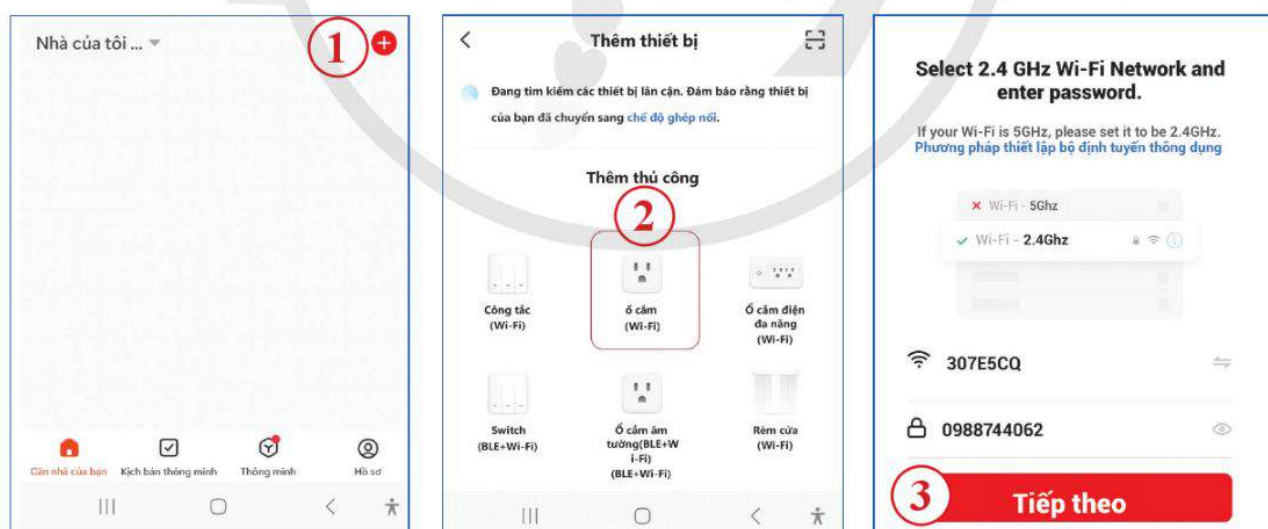 Nhà của tôi ...
1
Căn nhà của bạn
Kịch bản thông minh
Thông minh
Hồ sơ
Thêm thiết bị
Đang tìm kiếm các thiết bị lân cận. Đảm bảo rằng thiết bị
của bạn đã chuyển sang chế độ ghép nối.
Thêm thủ công
2
Công tắc
(Wi-Fi)
ổ cắm
(Wi-Fi)
Ổ cắm điện
đa năng
(Wi-Fi)
Switch
(BLE+Wi-Fi)
Ổ cắm âm
tường(BLE+W
i-Fi)
(BLE+Wi-Fi)
Rèm cửa
(Wi-Fi)
Select 2.4 GHz Wi-Fi Network and
enter password.
If your Wi-Fi is 5GHz, please set it to be 2.4GHz.
Phương pháp thiết lập bộ định tuyến thông dụng
Wi-Fi - 5Ghz
Wi-Fi - 2.4Ghz
307E5CQ
0988744062
3
Tiếp theo